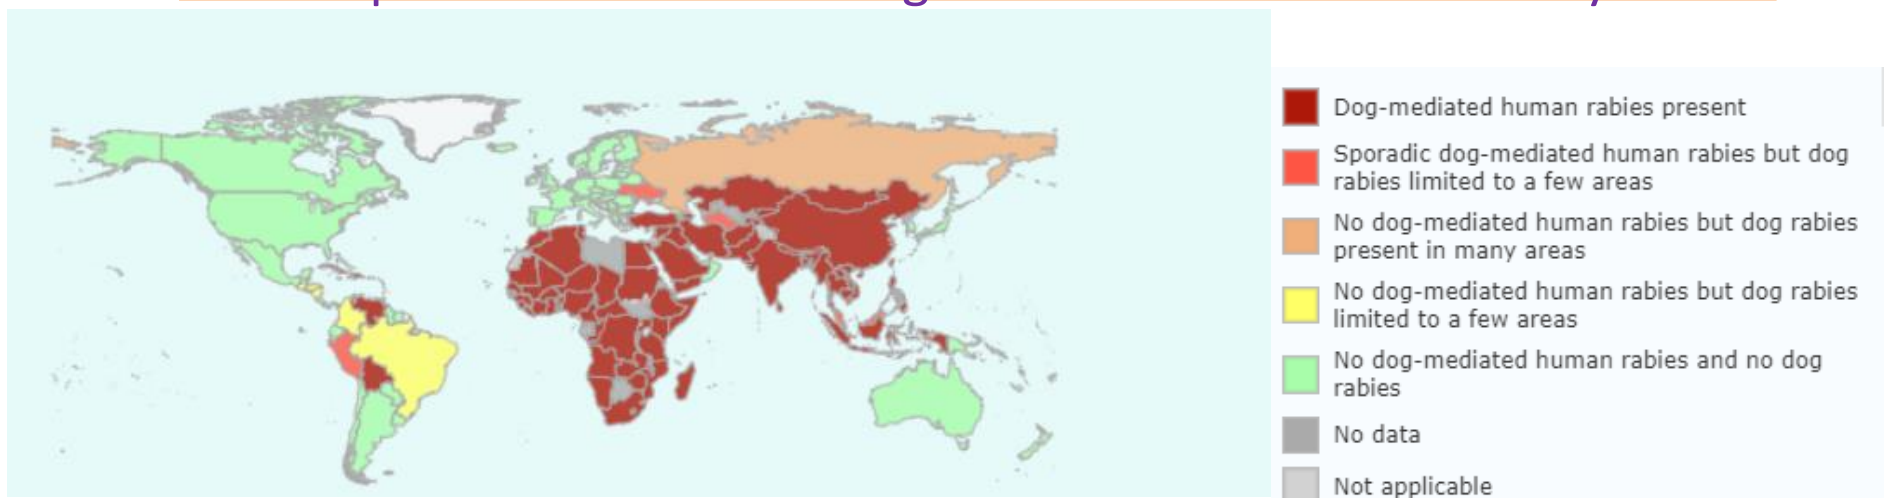 Dog-mediated human rabies present
Sporadic dog-mediated human rabies but dog
rabies limited to a few areas
No dog-mediated human rabies but dog rabies
present in many areas
No dog-mediated human rabies but dog rabies
limited to a few areas
No dog-mediated human rabies and no dog
rabies
No data
Not applicable